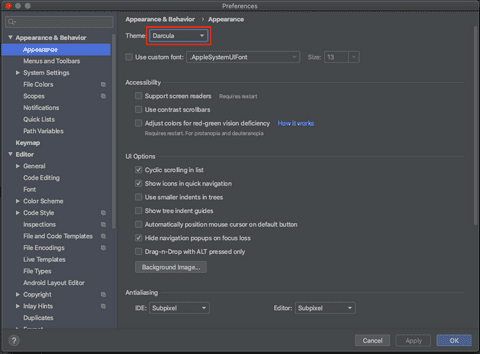 Preferences
Appearance & Behavior
Appearance
Menus and Toolbars
System Settings
File Colors
Scopes
Notifications
Quick Lists
Path Variables
Keymap
Editor
General
Code Editing
Font
Color Scheme
Code Style
Inspections
File and Code Templates
File Encodings
Live Templates
File Types
Android Layout Editor
Copyright
Inlay Hints
Duplicates
Format
Appearance & Behavior › Appearance
Theme: Darcula
Use custom font: .AppleSystemUIFont Size: 13
Accessibility
Support screen readers Requires restart
Use contrast scrollbars
Adjust colors for red-green vision deficiency How it works
Requires restart. For protanopia and deuteranopia
UI Options
Cyclic scrolling in list
Show icons in quick navigation
Use smaller indents in trees
Show tree indent guides
Automatically position mouse cursor on default button
Hide navigation popups on focus loss
Drag-n-Drop with ALT pressed only
Background Image...
Antialiasing
IDE: Subpixel Editor: Subpixel
? Cancel Apply OK